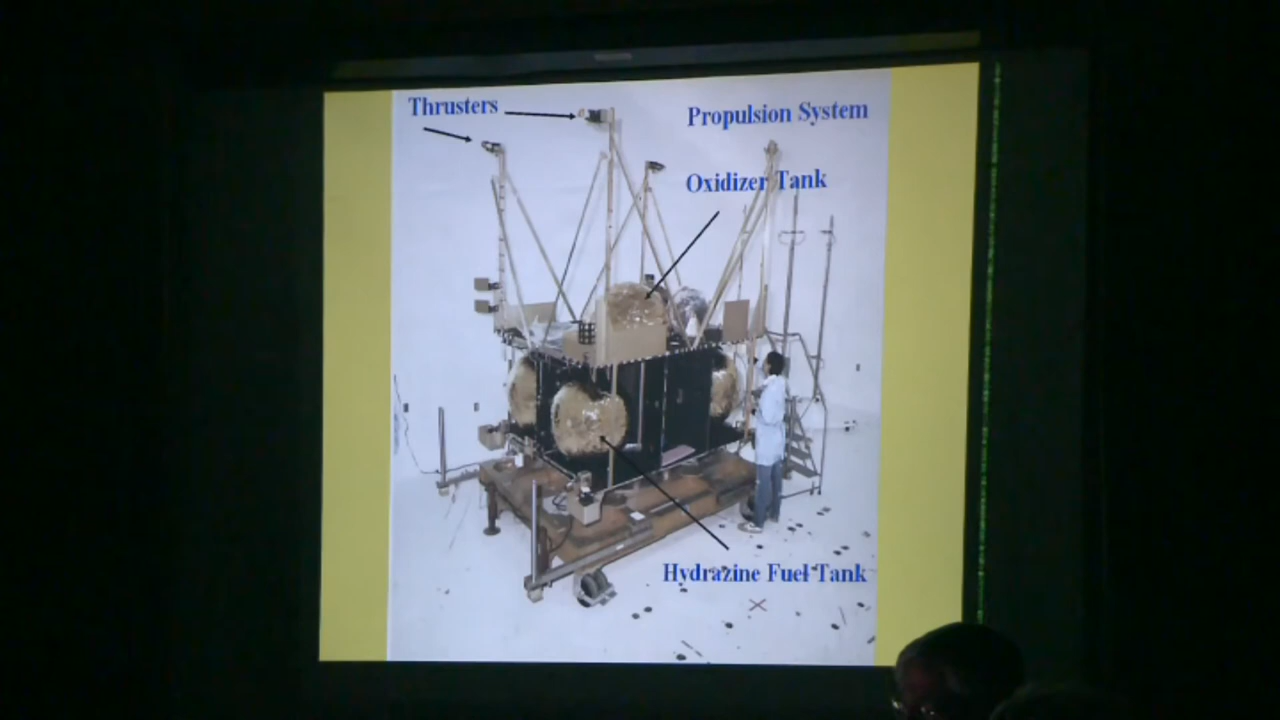 Thrusters
Propulsion System
Oxidizer Tank
Hydrazine Fuel Tank